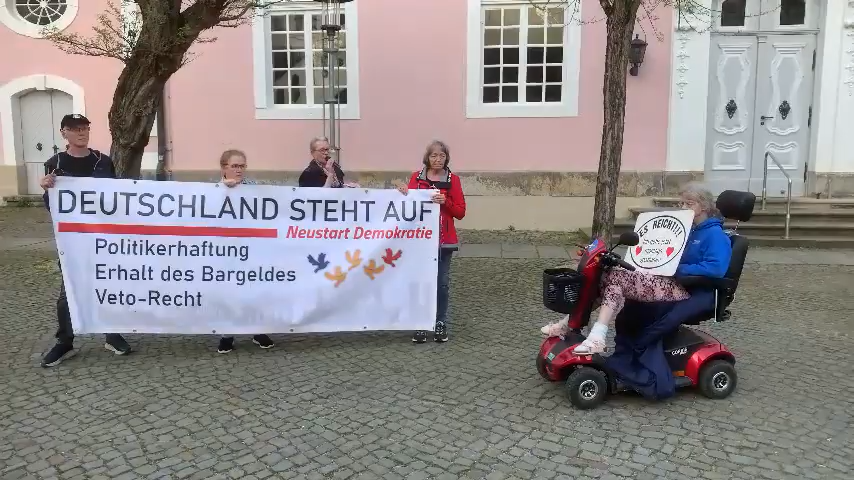 DEUTSCHLAND STEHT AUF
Neustart Demokratie
Politikerhaftung
Erhalt des Bargeldes
Veto-Recht
ES REICHT!!!